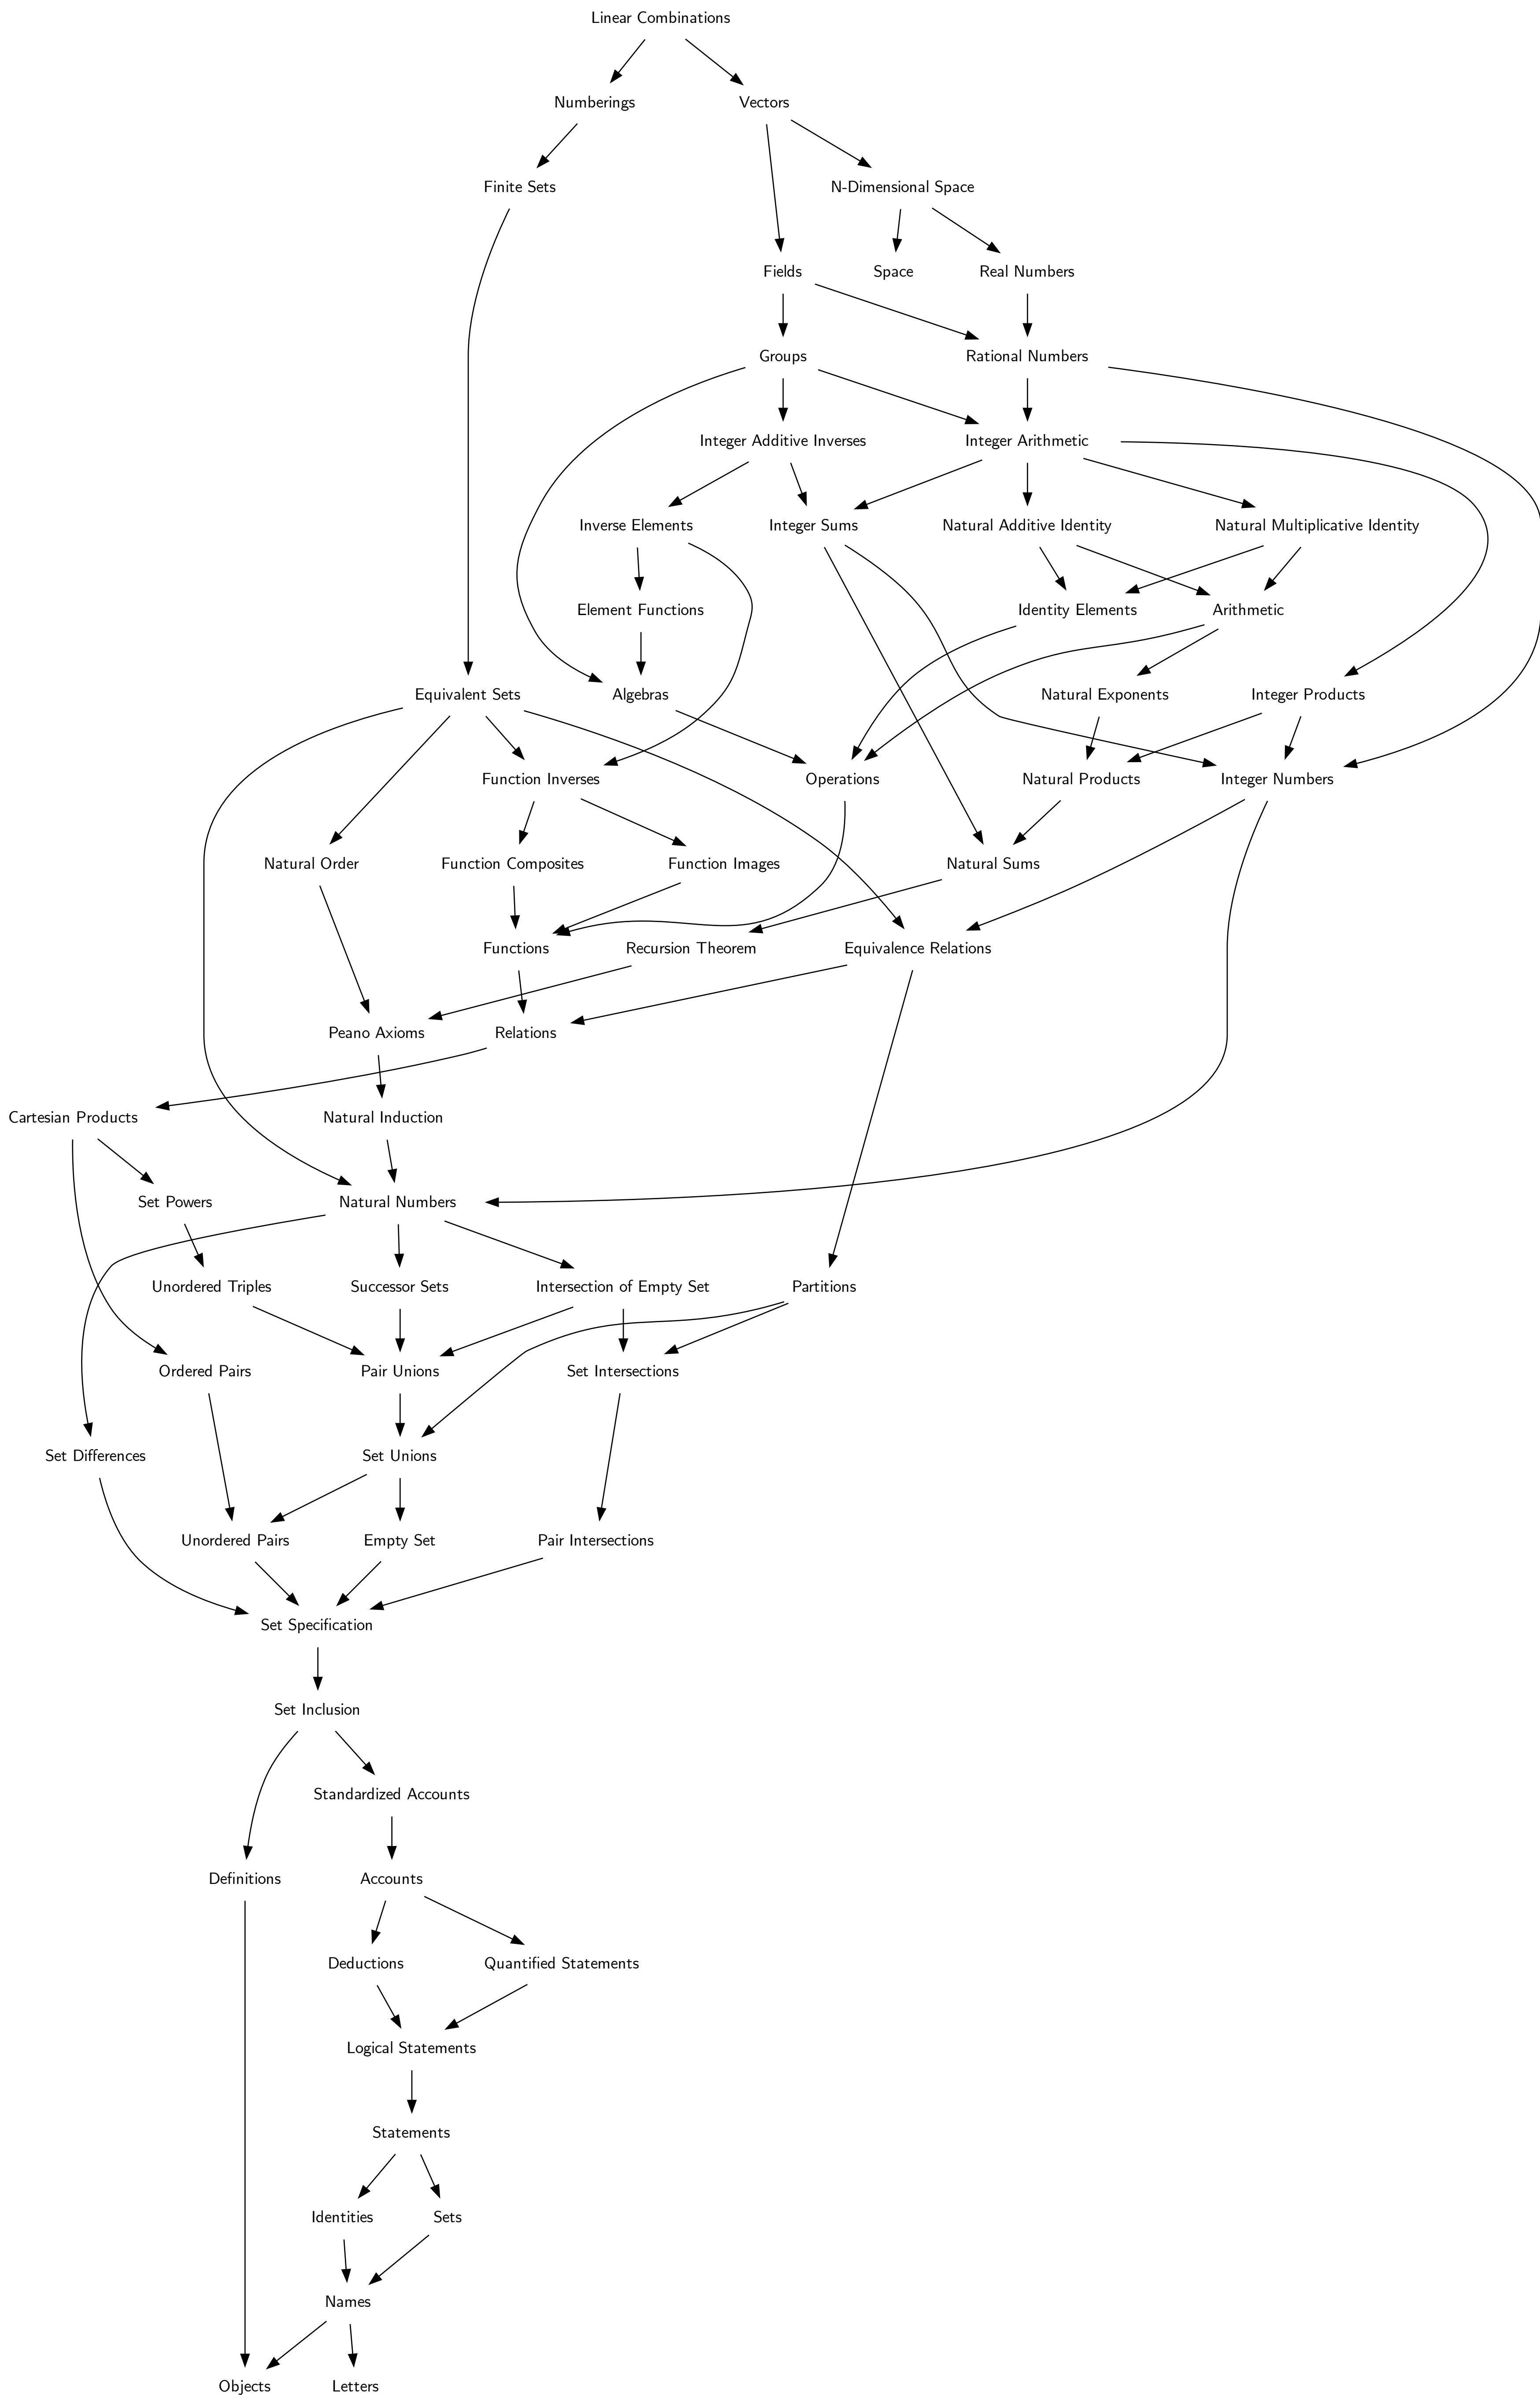 Linear Combinations
Numberings
Vectors
Finite Sets
N-Dimensional Space
Fields
Space
Real Numbers
Groups
Rational Numbers
Integer Additive Inverses
Integer Arithmetic
Inverse Elements
Integer Sums
Natural Additive Identity
Natural Multiplicative Identity
Element Functions
Identity Elements
Arithmetic
Equivalent Sets
Algebras
Natural Exponents
Integer Products
Function Inverses
Operations
Natural Products
Integer Numbers
Natural Order
Function Composites
Function Images
Natural Sums
Functions
Recursion Theorem
Equivalence Relations
Peano Axioms
Relations
Cartesian Products
Natural Induction
Set Powers
Natural Numbers
Unordered Triples
Successor Sets
Intersection of Empty Set
Partitions
Ordered Pairs
Pair Unions
Set Intersections
Set Differences
Set Unions
Unordered Pairs
Empty Set
Pair Intersections
Set Specification
Set Inclusion
Standardized Accounts
Definitions
Accounts
Deductions
Quantified Statements
Logical Statements
Statements
Identities
Sets
Names
Objects
Letters